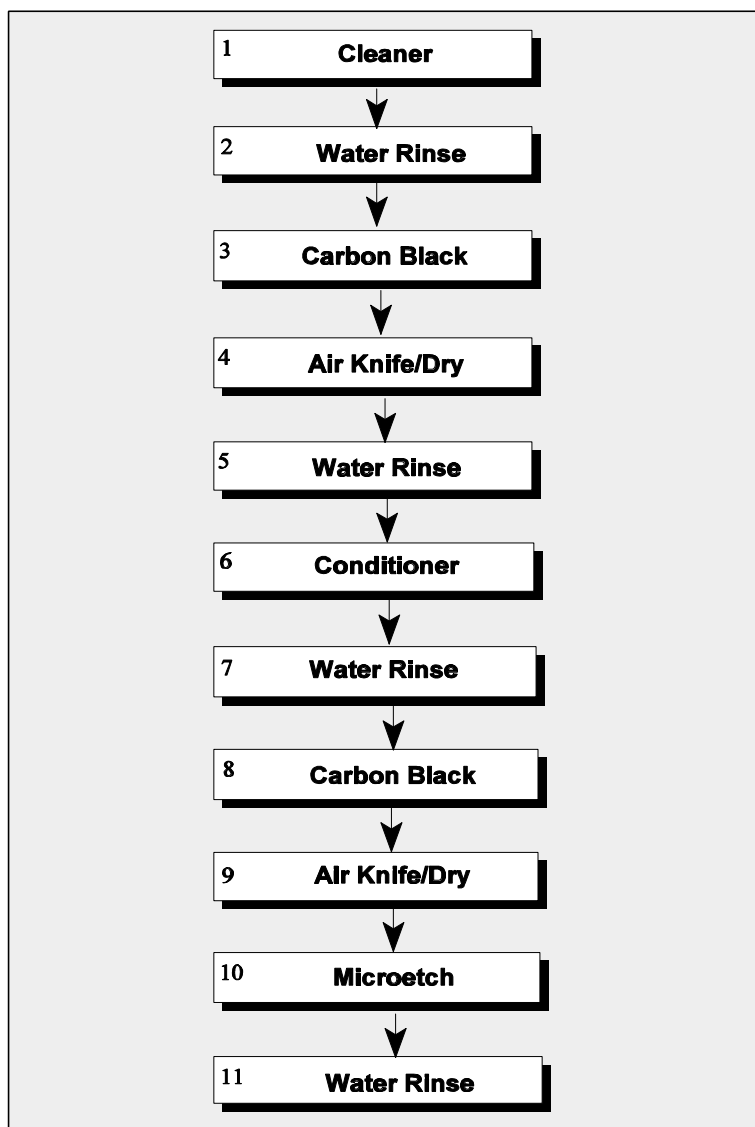 1 Cleaner
2 Water Rinse
3 Carbon Black
4 Air Knife/Dry
5 Water Rinse
6 Conditioner
7 Water Rinse
8 Carbon Black
9 Air Knife/Dry
10 Microetch
11 Water Rinse